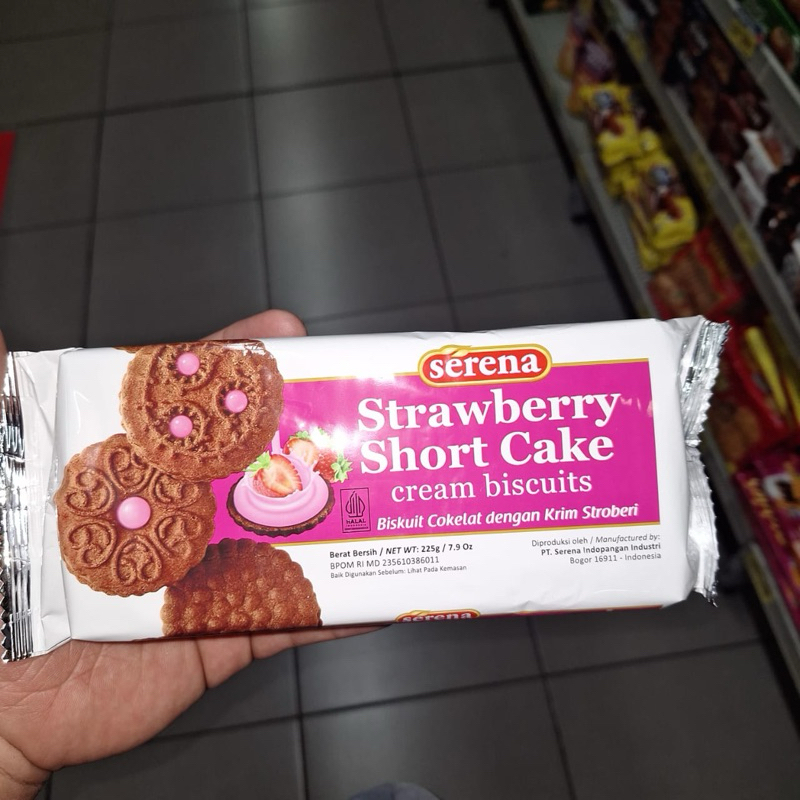 serena
Strawberry
Short Cake
cream biscuits
Biskuit Cokelat dengan Krim Stroberi
HALAL
Berat Bersih / NET WT: 225g / 7.9 Oz
BPOM RI MD 235610386011
Baik Digunakan Sebelum: Lihat Pada Kemasan
Diproduksi oleh / Manufactured by:
PT. Serena Indopangan Industri
Bogor 16911 - Indonesia
serena